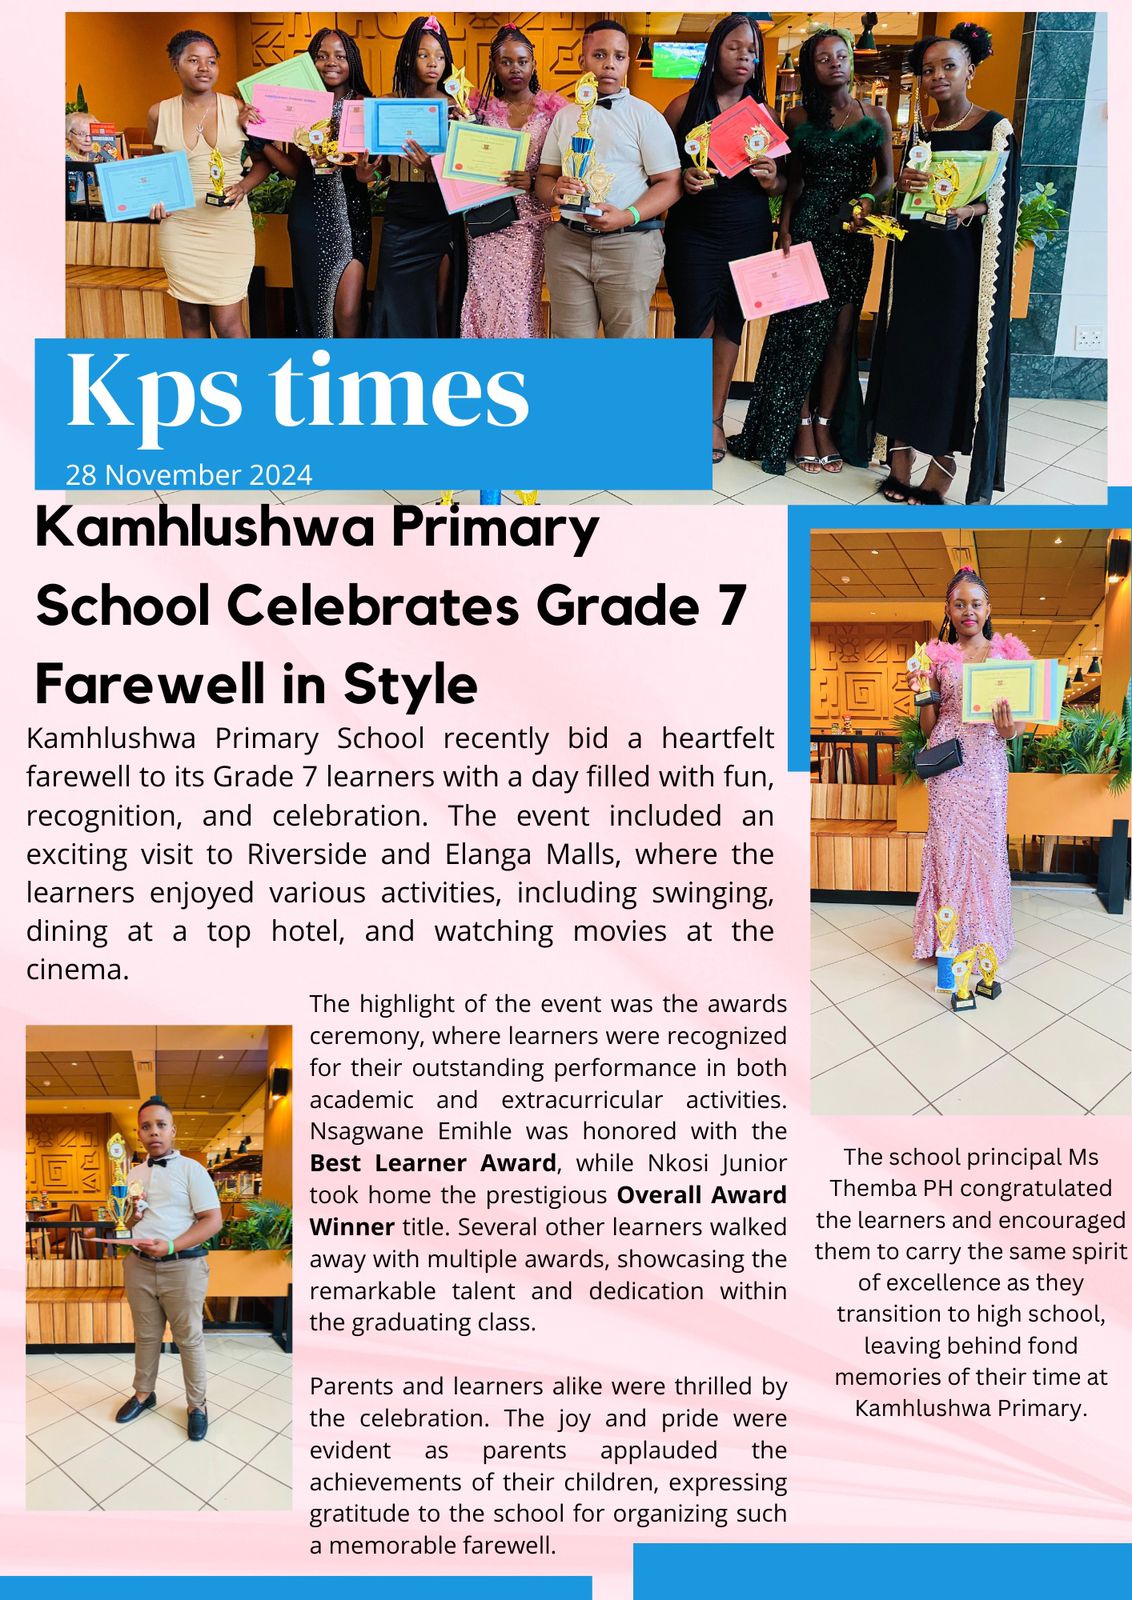 Kps times
28 November 2024
Kamhlushwa Primary
School Celebrates Grade 7
Farewell in Style
Kamhlushwa Primary School recently bid a heartfelt
farewell to its Grade 7 learners with a day filled with fun,
recognition, and celebration. The event included an
exciting visit to Riverside and Elanga Malls, where the
learners enjoyed various activities, including swinging,
dining at a top hotel, and watching movies at the
cinema.
The highlight of the event was the awards
ceremony, where learners were recognized
for their outstanding performance in both
academic and extracurricular activities.
Nsagwane Emihle was honored with the
Best Learner Award, while Nkosi Junior
took home the prestigious Overall Award
Winner title. Several other learners walked
away with multiple awards, showcasing the
remarkable talent and dedication within
the graduating class.
Parents and learners alike were thrilled by
the celebration. The joy and pride were
evident as parents applauded the
achievements of their children, expressing
gratitude to the school for organizing such
a memorable farewell.
The school principal Ms
Themba PH congratulated
the learners and encouraged
them to carry the same spirit
of excellence as they
transition to high school,
leaving behind fond
memories of their time at
Kamhlushwa Primary.